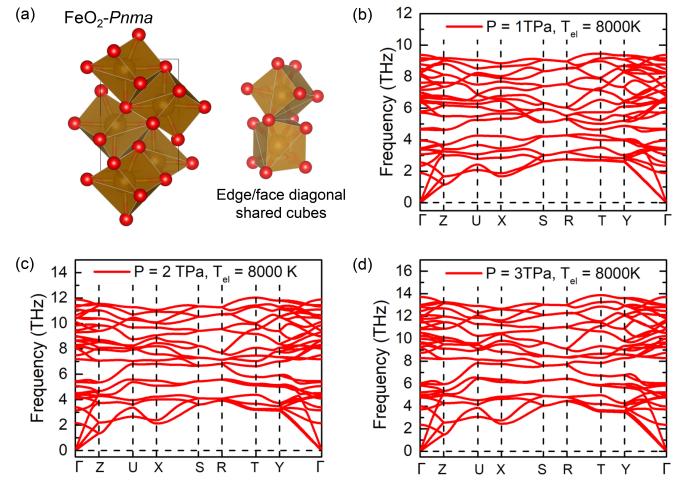 (a)
FeO2-Pnma
Edge/face diagonal
shared cubes
(b)
P = 1TPa, Tel = 8000K
Frequency (THz)
12
10
8
6
4
2
0
Γ Z U X S R T Y Γ
(c)
P = 2 TPa, Tel = 8000 K
Frequency (THz)
14
12
10
8
6
4
2
0
Γ Z U X S R T Y Γ
(d)
P = 3TPa, Tel = 8000K
Frequency (THz)
16
14
12
10
8
6
4
2
0
Γ Z U X S R T Y Γ